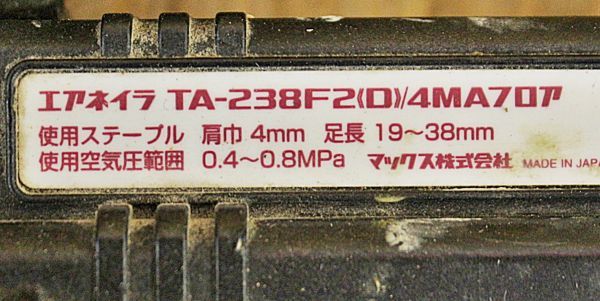 エアネイラ TA-238F2(D)/4MAフロア
使用ステープル 肩巾 4mm 足長 19〜38mm
使用空気圧範囲 0.4〜0.8MPa マックス株式会社 MADE IN JAPA